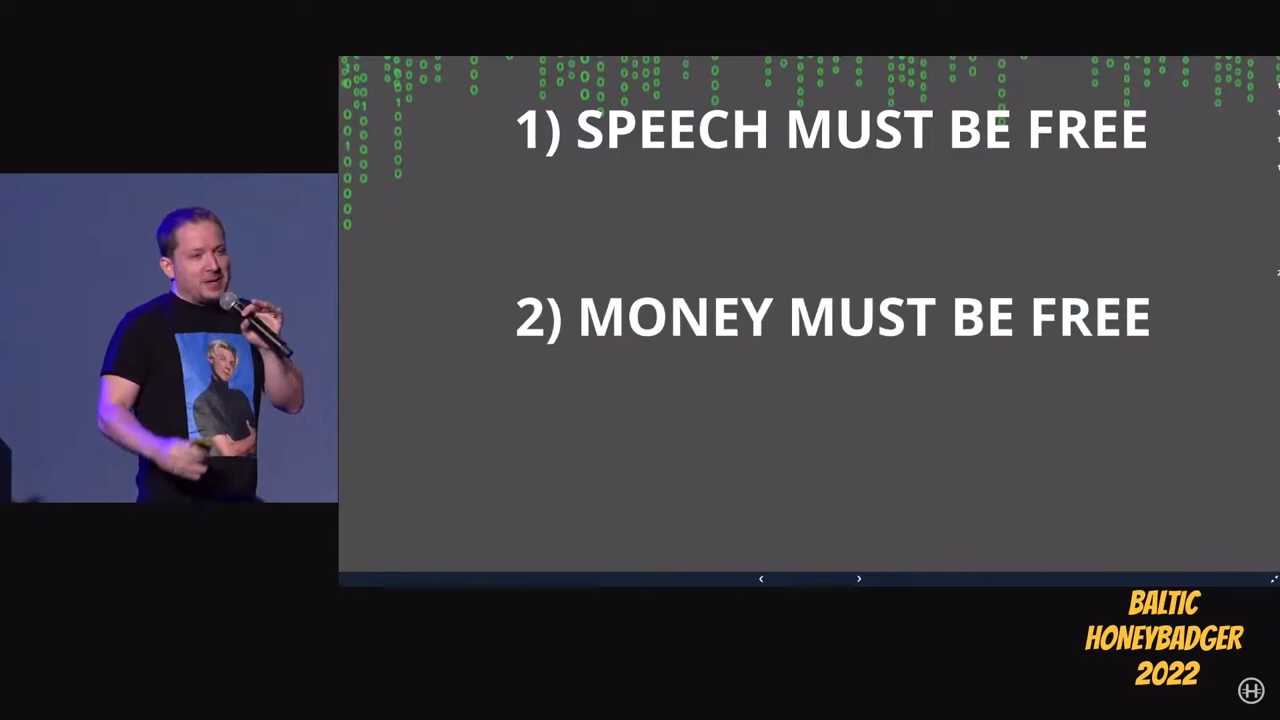 1) SPEECH MUST BE FREE
2) MONEY MUST BE FREE
BALTIC
HONEYBADGER
2022